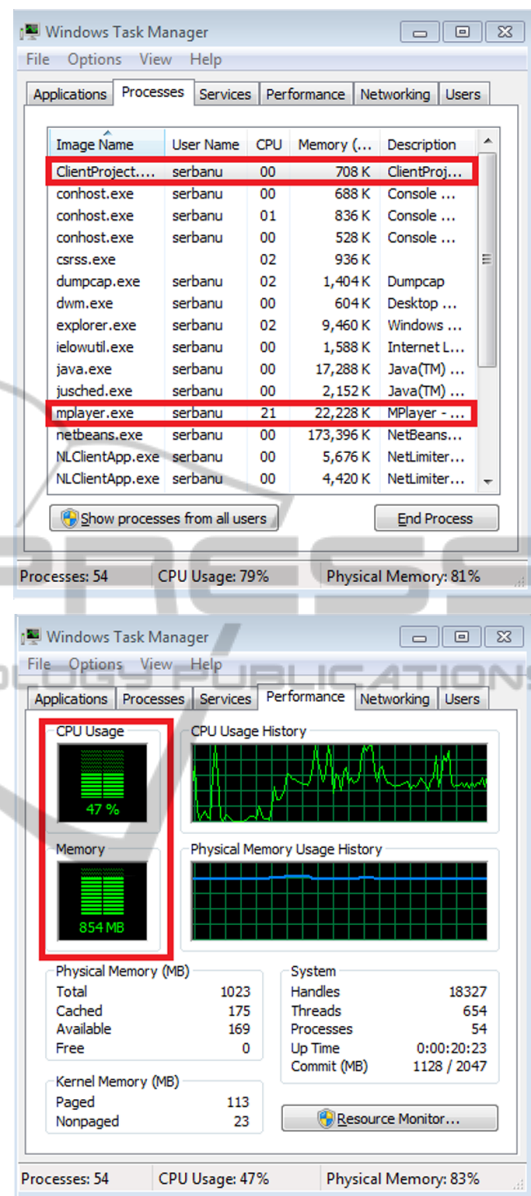 Windows Task Manager
File Options View Help
Applications Processes Services Performance Networking Users
Image Name User Name CPU Memory (... Description
ClientProject.... serbanu 00 708 K ClientProj...
conhost.exe serbanu 00 688 K Console ...
conhost.exe serbanu 01 836 K Console ...
conhost.exe serbanu 00 528 K Console ...
csrss.exe 02 936 K
dumpcap.exe serbanu 02 1,404 K Dumpcap
dwm.exe serbanu 00 604 K Desktop ...
explorer.exe serbanu 02 9,460 K Windows ...
ielowutil.exe serbanu 00 1,588 K Internet L...
java.exe serbanu 00 17,288 K Java(TM) ...
jusched.exe serbanu 00 2,152 K Java(TM) ...
mplayer.exe serbanu 21 22,228 K MPlayer - ...
netbeans.exe serbanu 00 173,396 K NetBeans...
NLClientApp.exe serbanu 00 5,676 K NetLimiter...
NLClientApp.exe serbanu 00 4,420 K NetLimiter...
Show processes from all users End Process
PRESS
Processes: 54 CPU Usage: 79% Physical Memory: 81%
Windows Task Manager
File Options View Help
OLOGY PUBLICATIONS
Applications Processes Services Performance Networking Users
CPU Usage CPU Usage History
47 %
Memory Physical Memory Usage History
854 MB
Physical Memory (MB) System
Total 1023 Handles 18327
Cached 175 Threads 654
Available 169 Processes 54
Free 0 Up Time 0:00:20:23
Commit (MB) 1128 / 2047
Kernel Memory (MB)
Paged 113
Nonpaged 23
Resource Monitor...
Processes: 54 CPU Usage: 47% Physical Memory: 83%